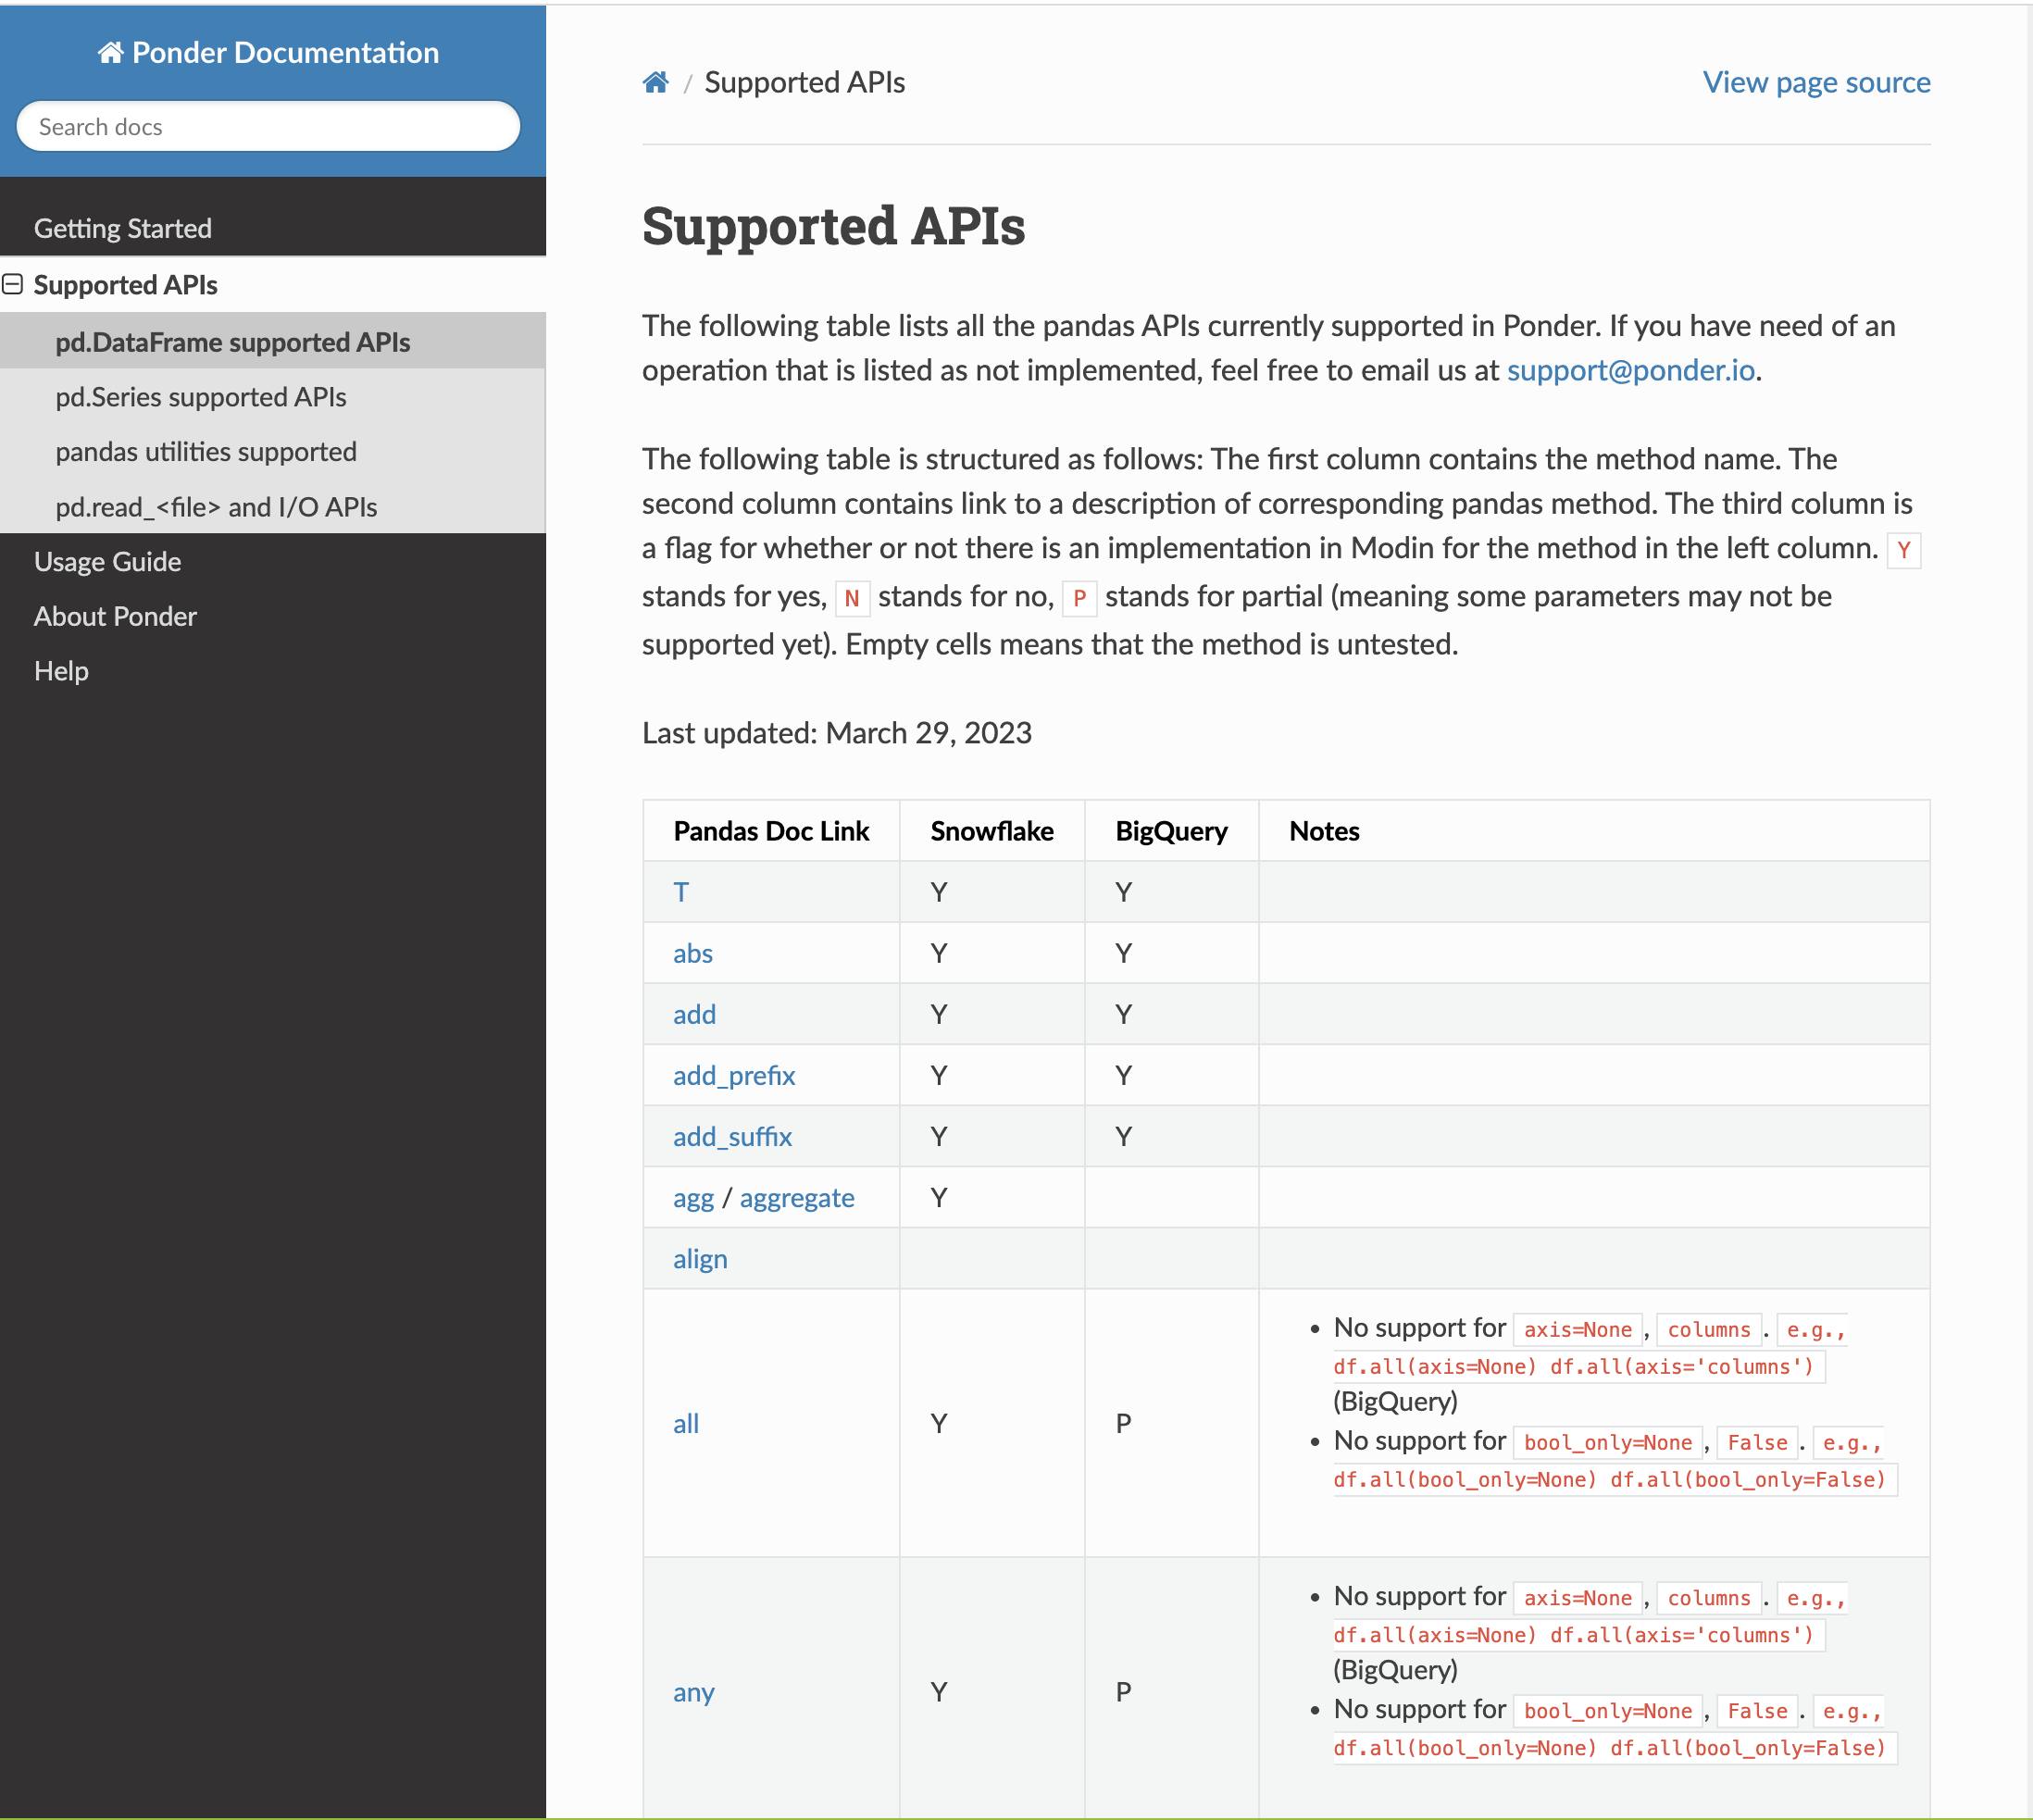 Ponder Documentation
Search docs
Getting Started
Supported APIs
pd.DataFrame supported APIs
pd.Series supported APIs
pandas utilities supported
pd.read_<file> and I/O APIs
Usage Guide
About Ponder
Help
/ Supported APIs View page source
Supported APIs
The following table lists all the pandas APIs currently supported in Ponder. If you have need of an
operation that is listed as not implemented, feel free to email us at support@ponder.io.
The following table is structured as follows: The first column contains the method name. The
second column contains link to a description of corresponding pandas method. The third column is
a flag for whether or not there is an implementation in Modin for the method in the left column. Y
stands for yes, N stands for no, P stands for partial (meaning some parameters may not be
supported yet). Empty cells means that the method is untested.
Last updated: March 29, 2023
Pandas Doc Link Snowflake BigQuery Notes
T Y Y
abs Y Y
add Y Y
add_prefix Y Y
add_suffix Y Y
agg / aggregate Y
align
all Y P
• No support for axis=None, columns. e.g.,
df.all(axis=None) df.all(axis='columns')
(BigQuery)
• No support for bool_only=None, False. e.g.,
df.all(bool_only=None) df.all(bool_only=False)
any Y P
• No support for axis=None, columns. e.g.,
df.all(axis=None) df.all(axis='columns')
(BigQuery)
• No support for bool_only=None, False. e.g.,
df.all(bool_only=None) df.all(bool_only=False)